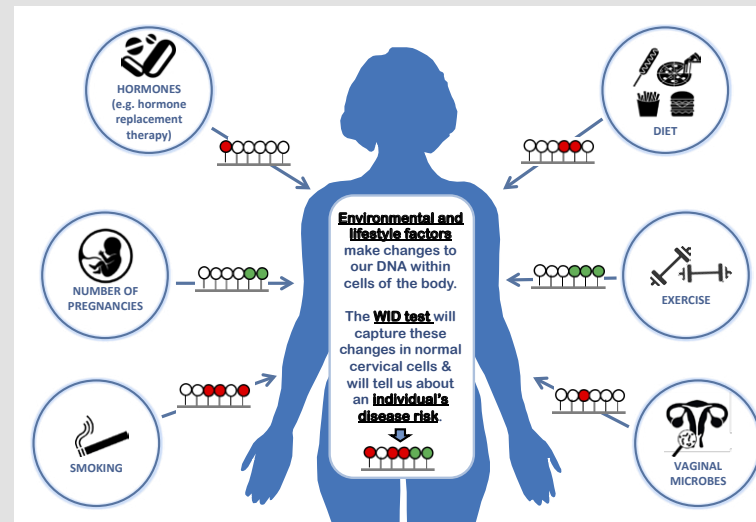 HORMONES
(e.g. hormone
replacement
therapy)
DIET
NUMBER OF
PREGNANCIES
EXERCISE
SMOKING
VAGINAL
MICROBES
Environmental and
lifestyle factors
make changes to
our DNA within
cells of the body.
The WID test will
capture these
changes in normal
cervical cells &
will tell us about
an individual's
disease risk.